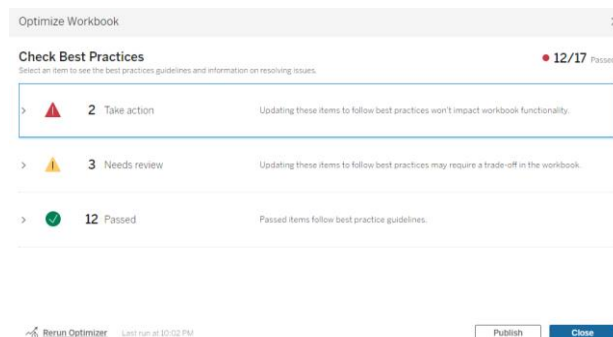 Optimize Workbook
Check Best Practices
12/17 Passed
Select an item to see the best practices guidelines and information on resolving issues.
2 Take action Updating these items to follow best practices won't impact workbook functionality.
3 Needs review Updating these items to follow best practices may require a trade-off in the workbook.
12 Passed Passed items follow best practice guidelines.
Rerun Optimizer Last run at 10:02 PM Publish Close